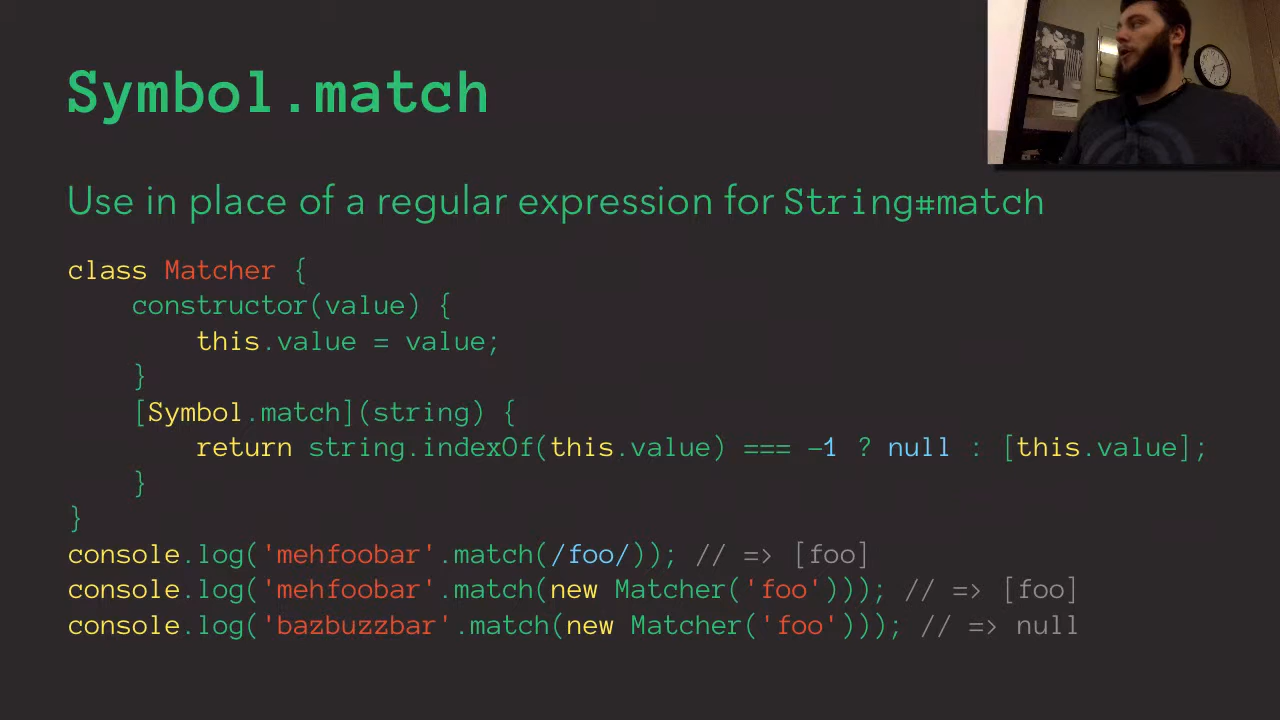 Symbol.match
Use in place of a regular expression for String#match
class Matcher {
    constructor(value) {
        this.value = value;
    }
    [Symbol.match](string) {
        return string.indexOf(this.value) === -1 ? null : [this.value];
    }
}
console.log('mehfoobar'.match(/foo/)); // => [foo]
console.log('mehfoobar'.match(new Matcher('foo'))); // => [foo]
console.log('bazbuzzbar'.match(new Matcher('foo'))); // => null